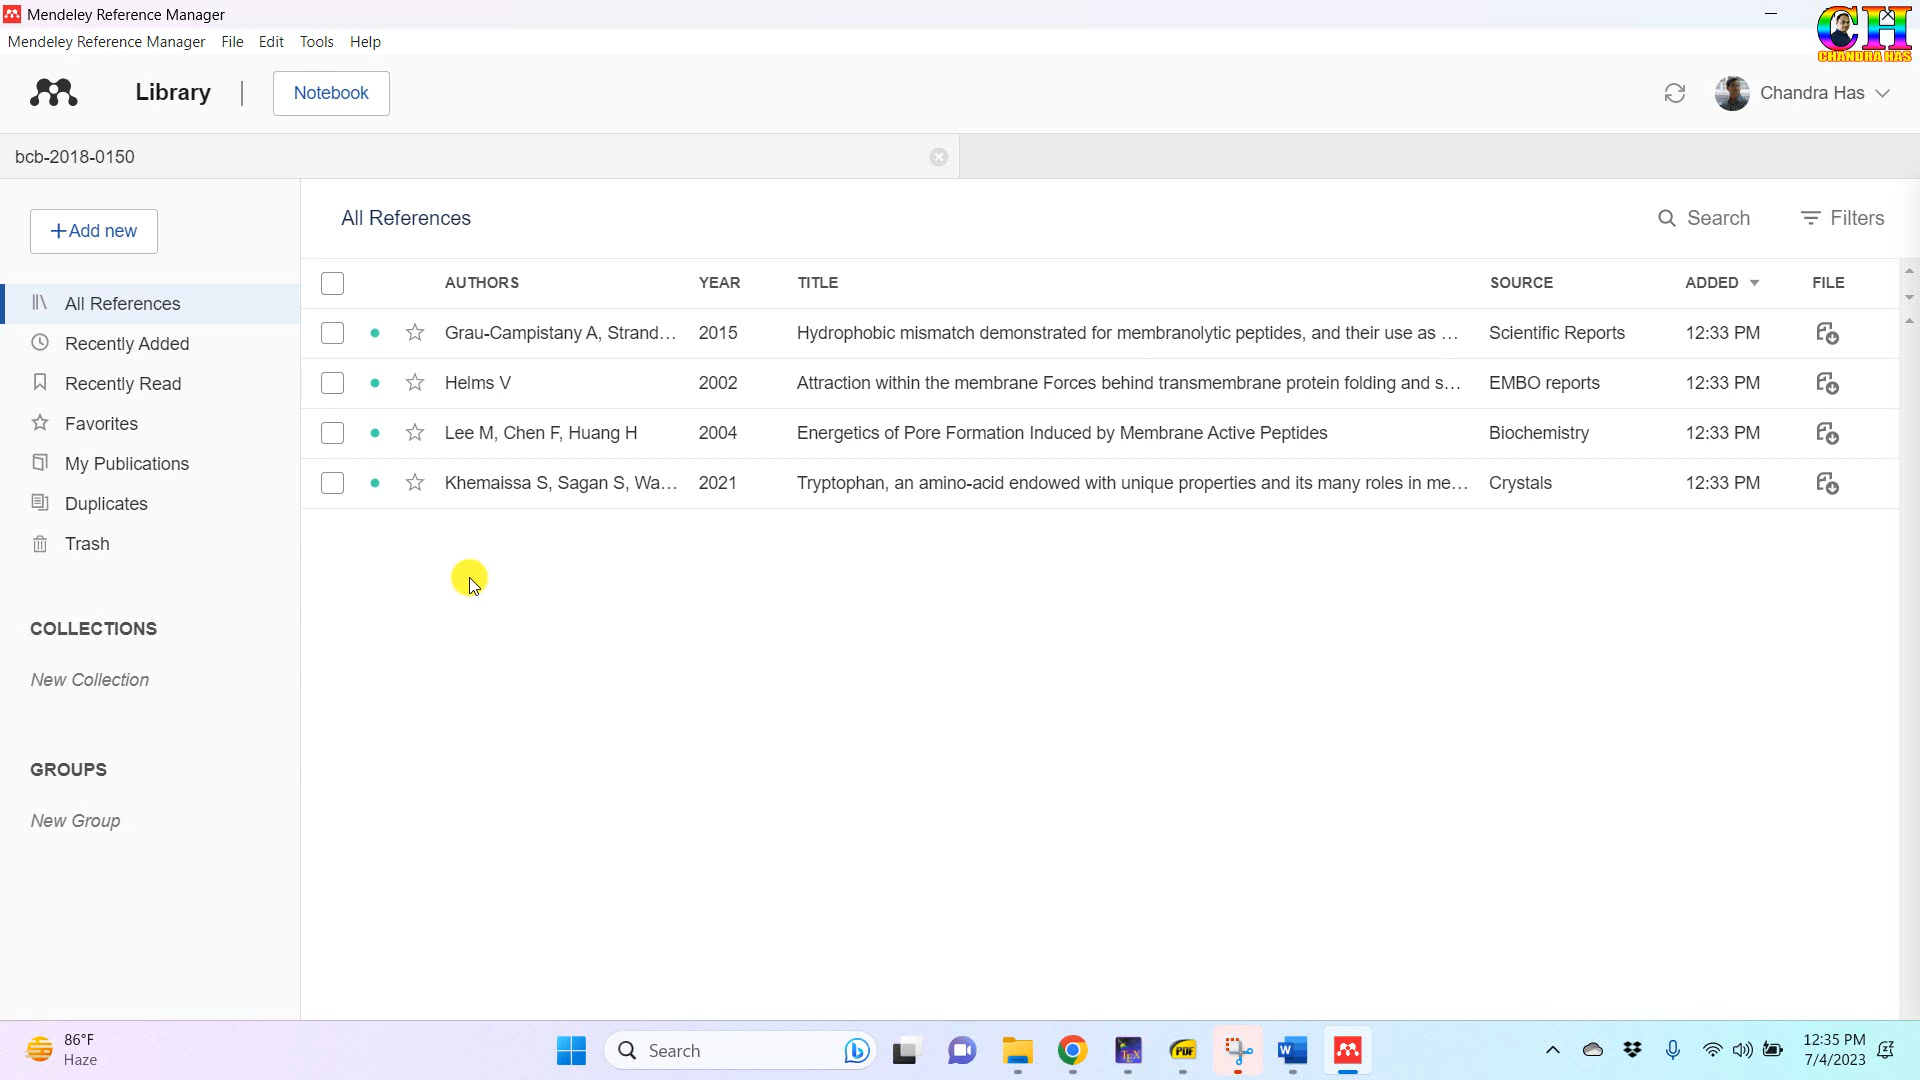 Mendeley Reference Manager
Mendeley Reference Manager File Edit Tools Help
CH
CHANDRA HAS
Library | Notebook
Chandra Has
bcb-2018-0150
+Add new
All References
Recently Added
Recently Read
Favorites
My Publications
Duplicates
Trash
COLLECTIONS
New Collection
GROUPS
New Group
All References
Search
Filters
AUTHORS YEAR TITLE SOURCE ADDED FILE
Grau-Campistany A, Strand... 2015 Hydrophobic mismatch demonstrated for membranolytic peptides, and their use as ... Scientific Reports 12:33 PM
Helms V 2002 Attraction within the membrane Forces behind transmembrane protein folding and s... EMBO reports 12:33 PM
Lee M, Chen F, Huang H 2004 Energetics of Pore Formation Induced by Membrane Active Peptides Biochemistry 12:33 PM
Khemaissa S, Sagan S, Wa... 2021 Tryptophan, an amino-acid endowed with unique properties and its many roles in me... Crystals 12:33 PM
86°F
Haze
Search
TEX
PDF
W
12:35 PM
7/4/2023